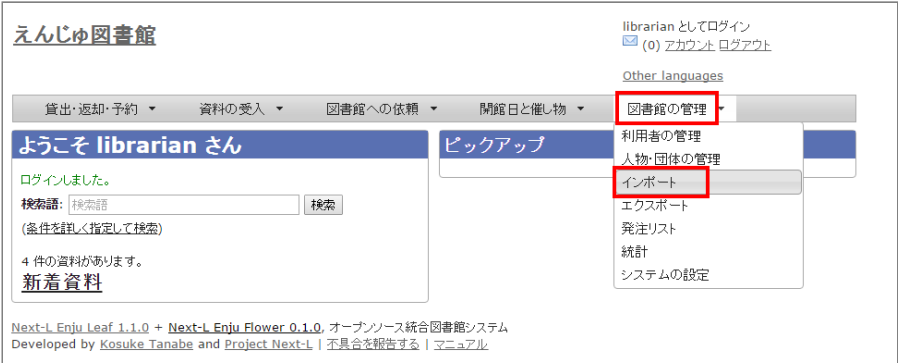 えんじゅ図書館
librarian としてログイン
(0) アカウント ログアウト
Other languages
貸出・返却・予約 ▼ 資料の受入 ▼ 図書館への依頼 ▼ 開館日と催し物 ▼ 図書館の管理 ▼
ようこそ librarian さん
ピックアップ
利用者の管理
人物・団体の管理
インポート
エクスポート
発注リスト
統計
システムの設定
ログインしました。
検索語: 検索語 検索
(条件を詳しく指定して検索)
4 件の資料があります。
新着資料
Next-L Enju Leaf 1.1.0 + Next-L Enju Flower 0.1.0, オープンソース統合図書館システム
Developed by Kosuke Tanabe and Project Next-L | 不具合を報告する | マニュアル